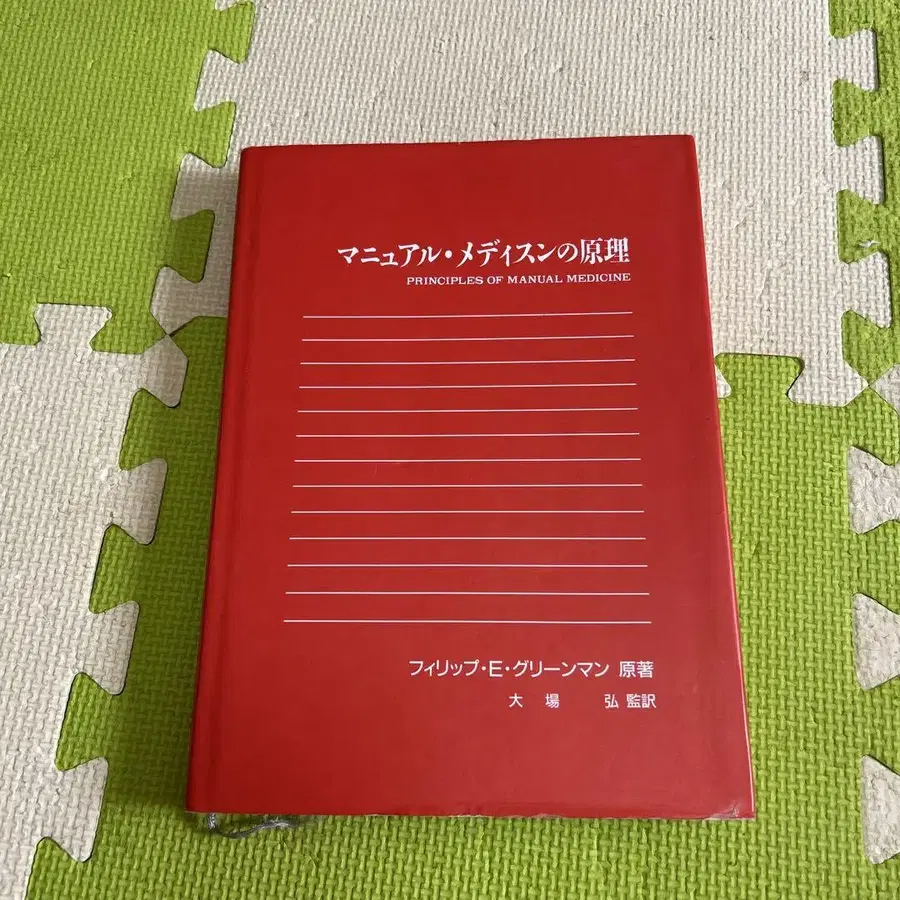 マニュアル・メディスンの原理
PRINCIPLES OF MANUAL MEDICINE
フィリップ・E・グリーンマン 原著
大場 弘 監訳